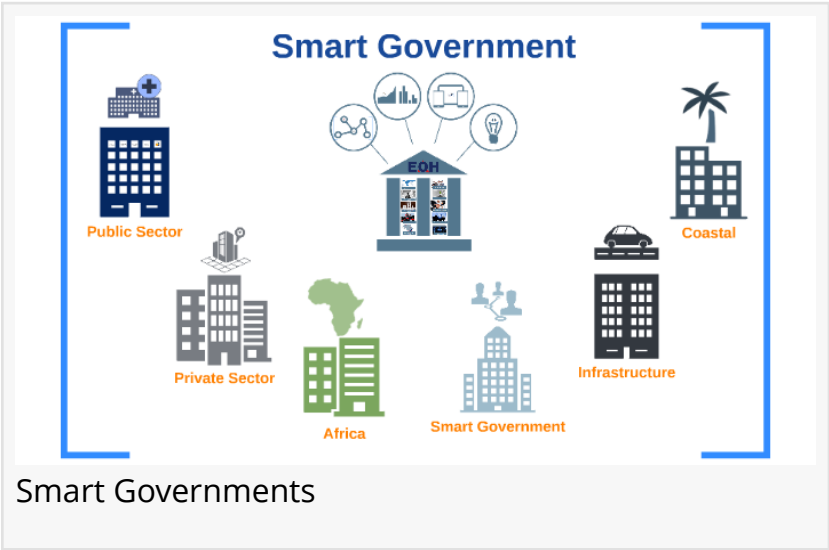 Smart Government
EOH
Public Sector
Coastal
Private Sector
Infrastructure
Africa
Smart Government
Smart Governments